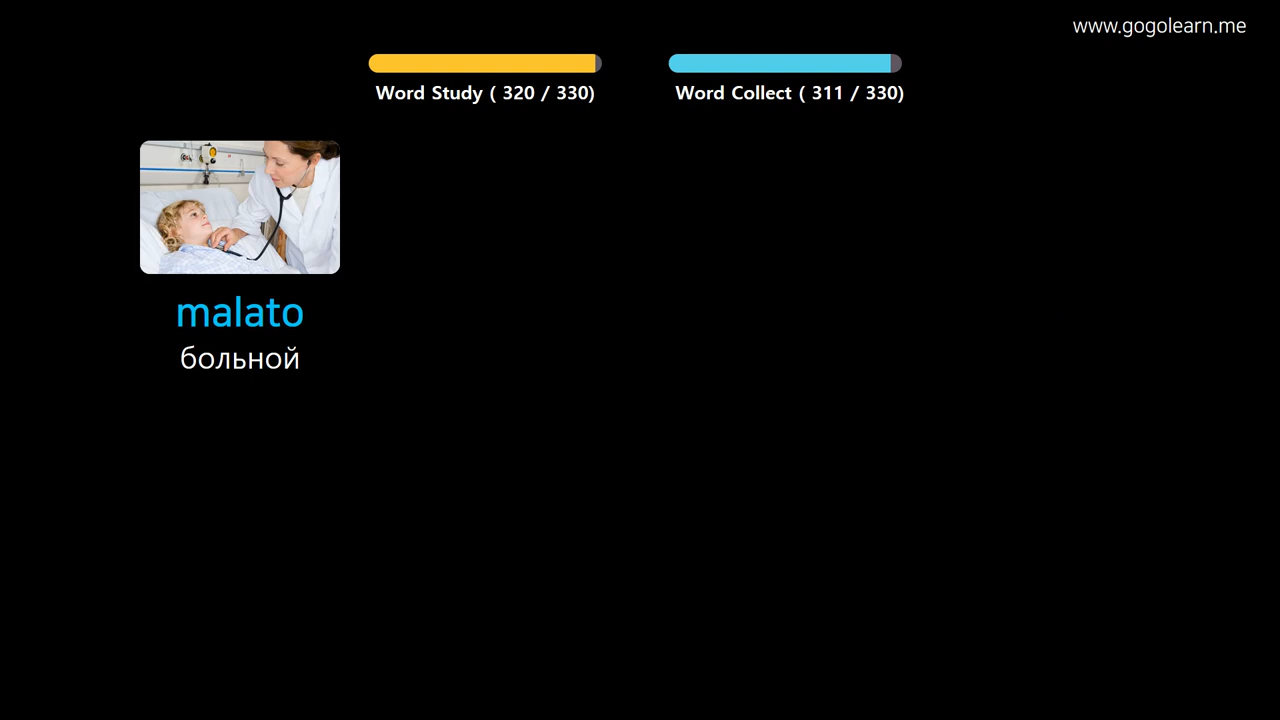 www.gogolearn.me
Word Study ( 320 / 330)
Word Collect ( 311 / 330)
malato
больной